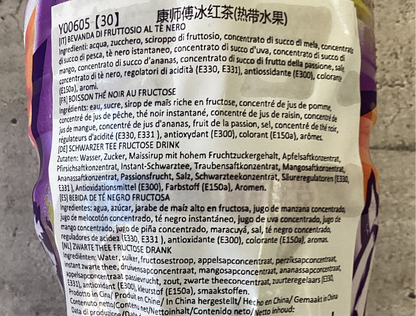 Y00605 【30】 康师傅冰红茶(热带水果)
(IT) BEVANDA DI FRUTTOSIO AL TÈ NERO
Ingredienti: acqua, zucchero, sciroppo di fruttosio, concentrato di succo di mela, concentrato
di succo di pesca, tè nero istantaneo, concentrato di succo d'uva, concentrato di succo di
mango, concentrato di succo d'ananas, concentrato di succo di frutto della passione, sale
concentrato di tè nero, regolatori di acidità (E330, E331), antiossidante (E300), colorante
(E150a), aromi.
(FR) BOISSON THÉ NOIR AU FRUCTOSE
Ingrédients: eau, sucre, sirop de maïs riche en fructose, concentré de jus de pomme,
concentré de jus de pêche, thé noir instantané, concentré de jus de raisin, concentré de
jus de mangue, concentré de jus d'ananas, fruit de la passion, sel, concentré de thé noir,
régulateurs d'acidité (E330, E331 ), antioxydant (E300), colorant (E150a), arômes.
(DE) SCHWARZER TEE FRUCTOSE DRINK
Zutaten: Wasser, Zucker, Maissirup mit hohem Fruchtzuckergehalt, Apfelsaftkonzentrat,
Pfirsichsaftkonzentrat, Instant-Schwarztee, Traubensaftkonzentrat, Mangosaftkonzentrat,
Ananassaftkonzentrat, Passionsfrucht, Salz, Schwarzteekonzentrat, Säureregulatoren (E330,
E331 ), Antioxidationsmittel (E300), Farbstoff (E150a), Aromen.
(ES) BEBIDA DE TÉ NEGRO FRUCTOSA
Ingredientes: agua, azúcar, jarabe de maíz alto en fructosa, jugo de manzana concentrado,
jugo de melocotón concentrado, té negro instantáneo, jugo de uva concentrado, jugo de
mango concentrado, jugo de piña concentrado, maracuyá, sal, té negro concentrado,
reguladores de acidez (E330, E331 ), antioxidante (E300), colorante (E150a), aromas.
(NL) ZWARTE THEE FRUCTOSE DRANK
Ingrediënten: Water, suiker, fructosestroop, appelsapconcentraat, perziksapconcentraat,
instant zwarte thee, druivensapconcentraat, mangosapconcentraat, ananassapconcentraat,
appelsapconcentraat passievrucht, zout, zwarte theeconcentraat, zuurteregelaars (E330,
E331), antioxidant (E300), kleurstof (E150a), smaakstoffen.
Prodotto in Cina/ Produit en Chine/ In China hergestellt/ Hecho en China/ Gemaakt in China
Contenuto netto/Contenu net/Nettoinhalt/Contenido neto/ Netto inhoud:
Data di produzione/